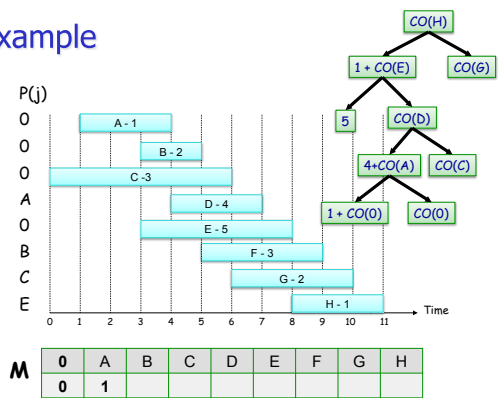 xample
CO(H)
1 + CO(E)
CO(G)
5
CO(D)
4+CO(A)
CO(C)
1 + CO(0)
CO(0)
P(j)
0
A - 1
0
B - 2
0
C -3
A
D - 4
0
E - 5
B
F - 3
C
G - 2
E
H - 1
Time
0 1 2 3 4 5 6 7 8 9 10 11
M
0 A B C D E F G H
0 1